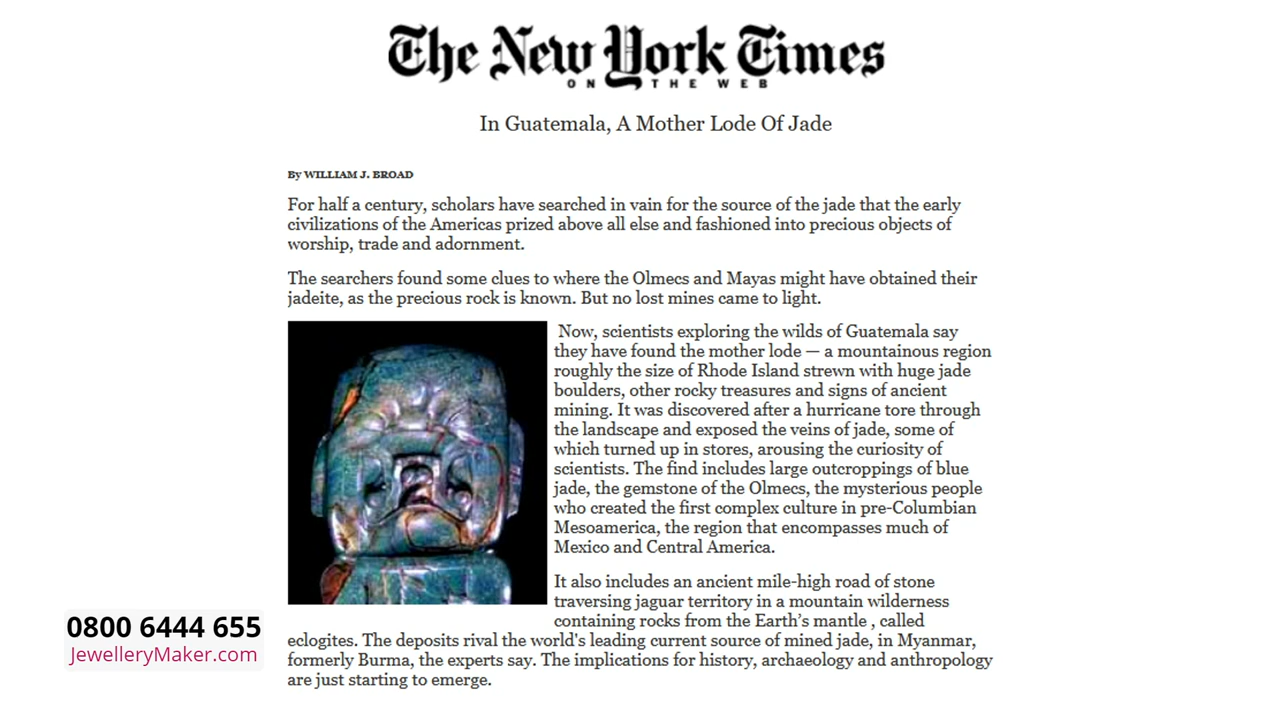 The New York Times
ON THE WEB
In Guatemala, A Mother Lode Of Jade
By WILLIAM J. BROAD
For half a century, scholars have searched in vain for the source of the jade that the early
civilizations of the Americas prized above all else and fashioned into precious objects of
worship, trade and adornment.
The searchers found some clues to where the Olmecs and Mayas might have obtained their
jadeite, as the precious rock is known. But no lost mines came to light.
Now, scientists exploring the wilds of Guatemala say
they have found the mother lode — a mountainous region
roughly the size of Rhode Island strewn with huge jade
boulders, other rocky treasures and signs of ancient
mining. It was discovered after a hurricane tore through
the landscape and exposed the veins of jade, some of
which turned up in stores, arousing the curiosity of
scientists. The find includes large outcroppings of blue
jade, the gemstone of the Olmecs, the mysterious people
who created the first complex culture in pre-Columbian
Mesoamerica, the region that encompasses much of
Mexico and Central America.
It also includes an ancient mile-high road of stone
traversing jaguar territory in a mountain wilderness
containing rocks from the Earth's mantle , called
eclogites. The deposits rival the world's leading current source of mined jade, in Myanmar,
formerly Burma, the experts say. The implications for history, archaeology and anthropology
are just starting to emerge.
0800 6444 655
JewelleryMaker.com